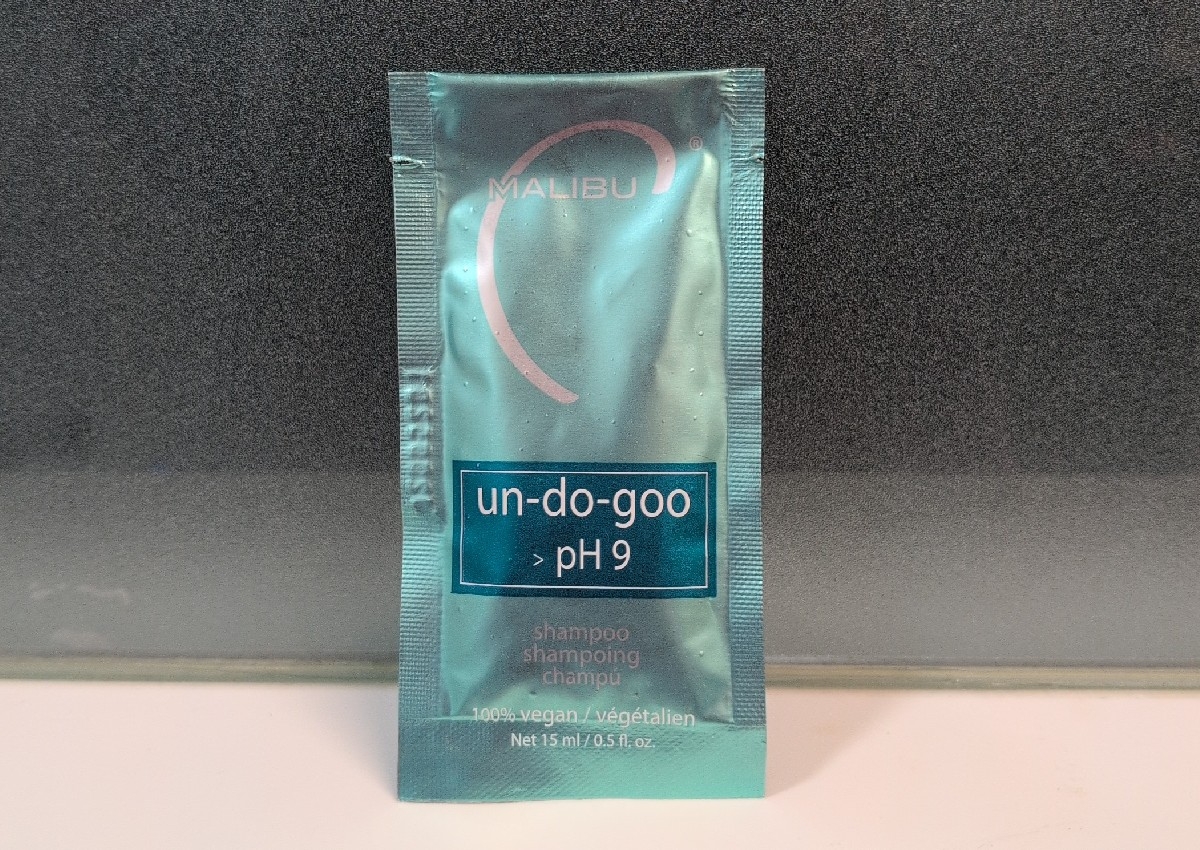 MALIBU
®
un-do-goo
> pH 9
shampoo
shampoing
champú
100% vegan / végétalien
Net 15 ml / 0.5 fl. oz.